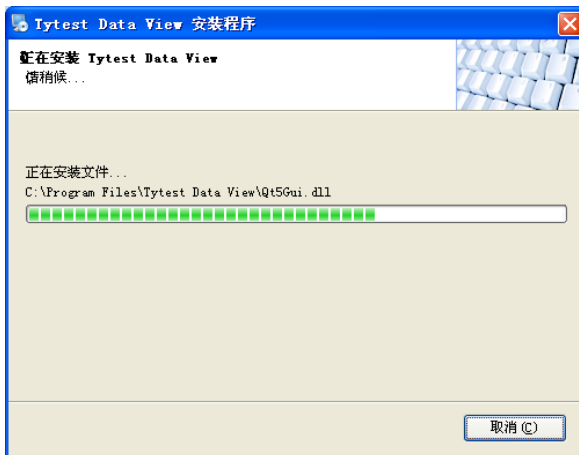 Tytest Data View 安装程序
正在安装 Tytest Data View
请稍候...
正在安装文件...
C:\Program Files\Tytest Data View\Qt5Gui.dll
取消(C)